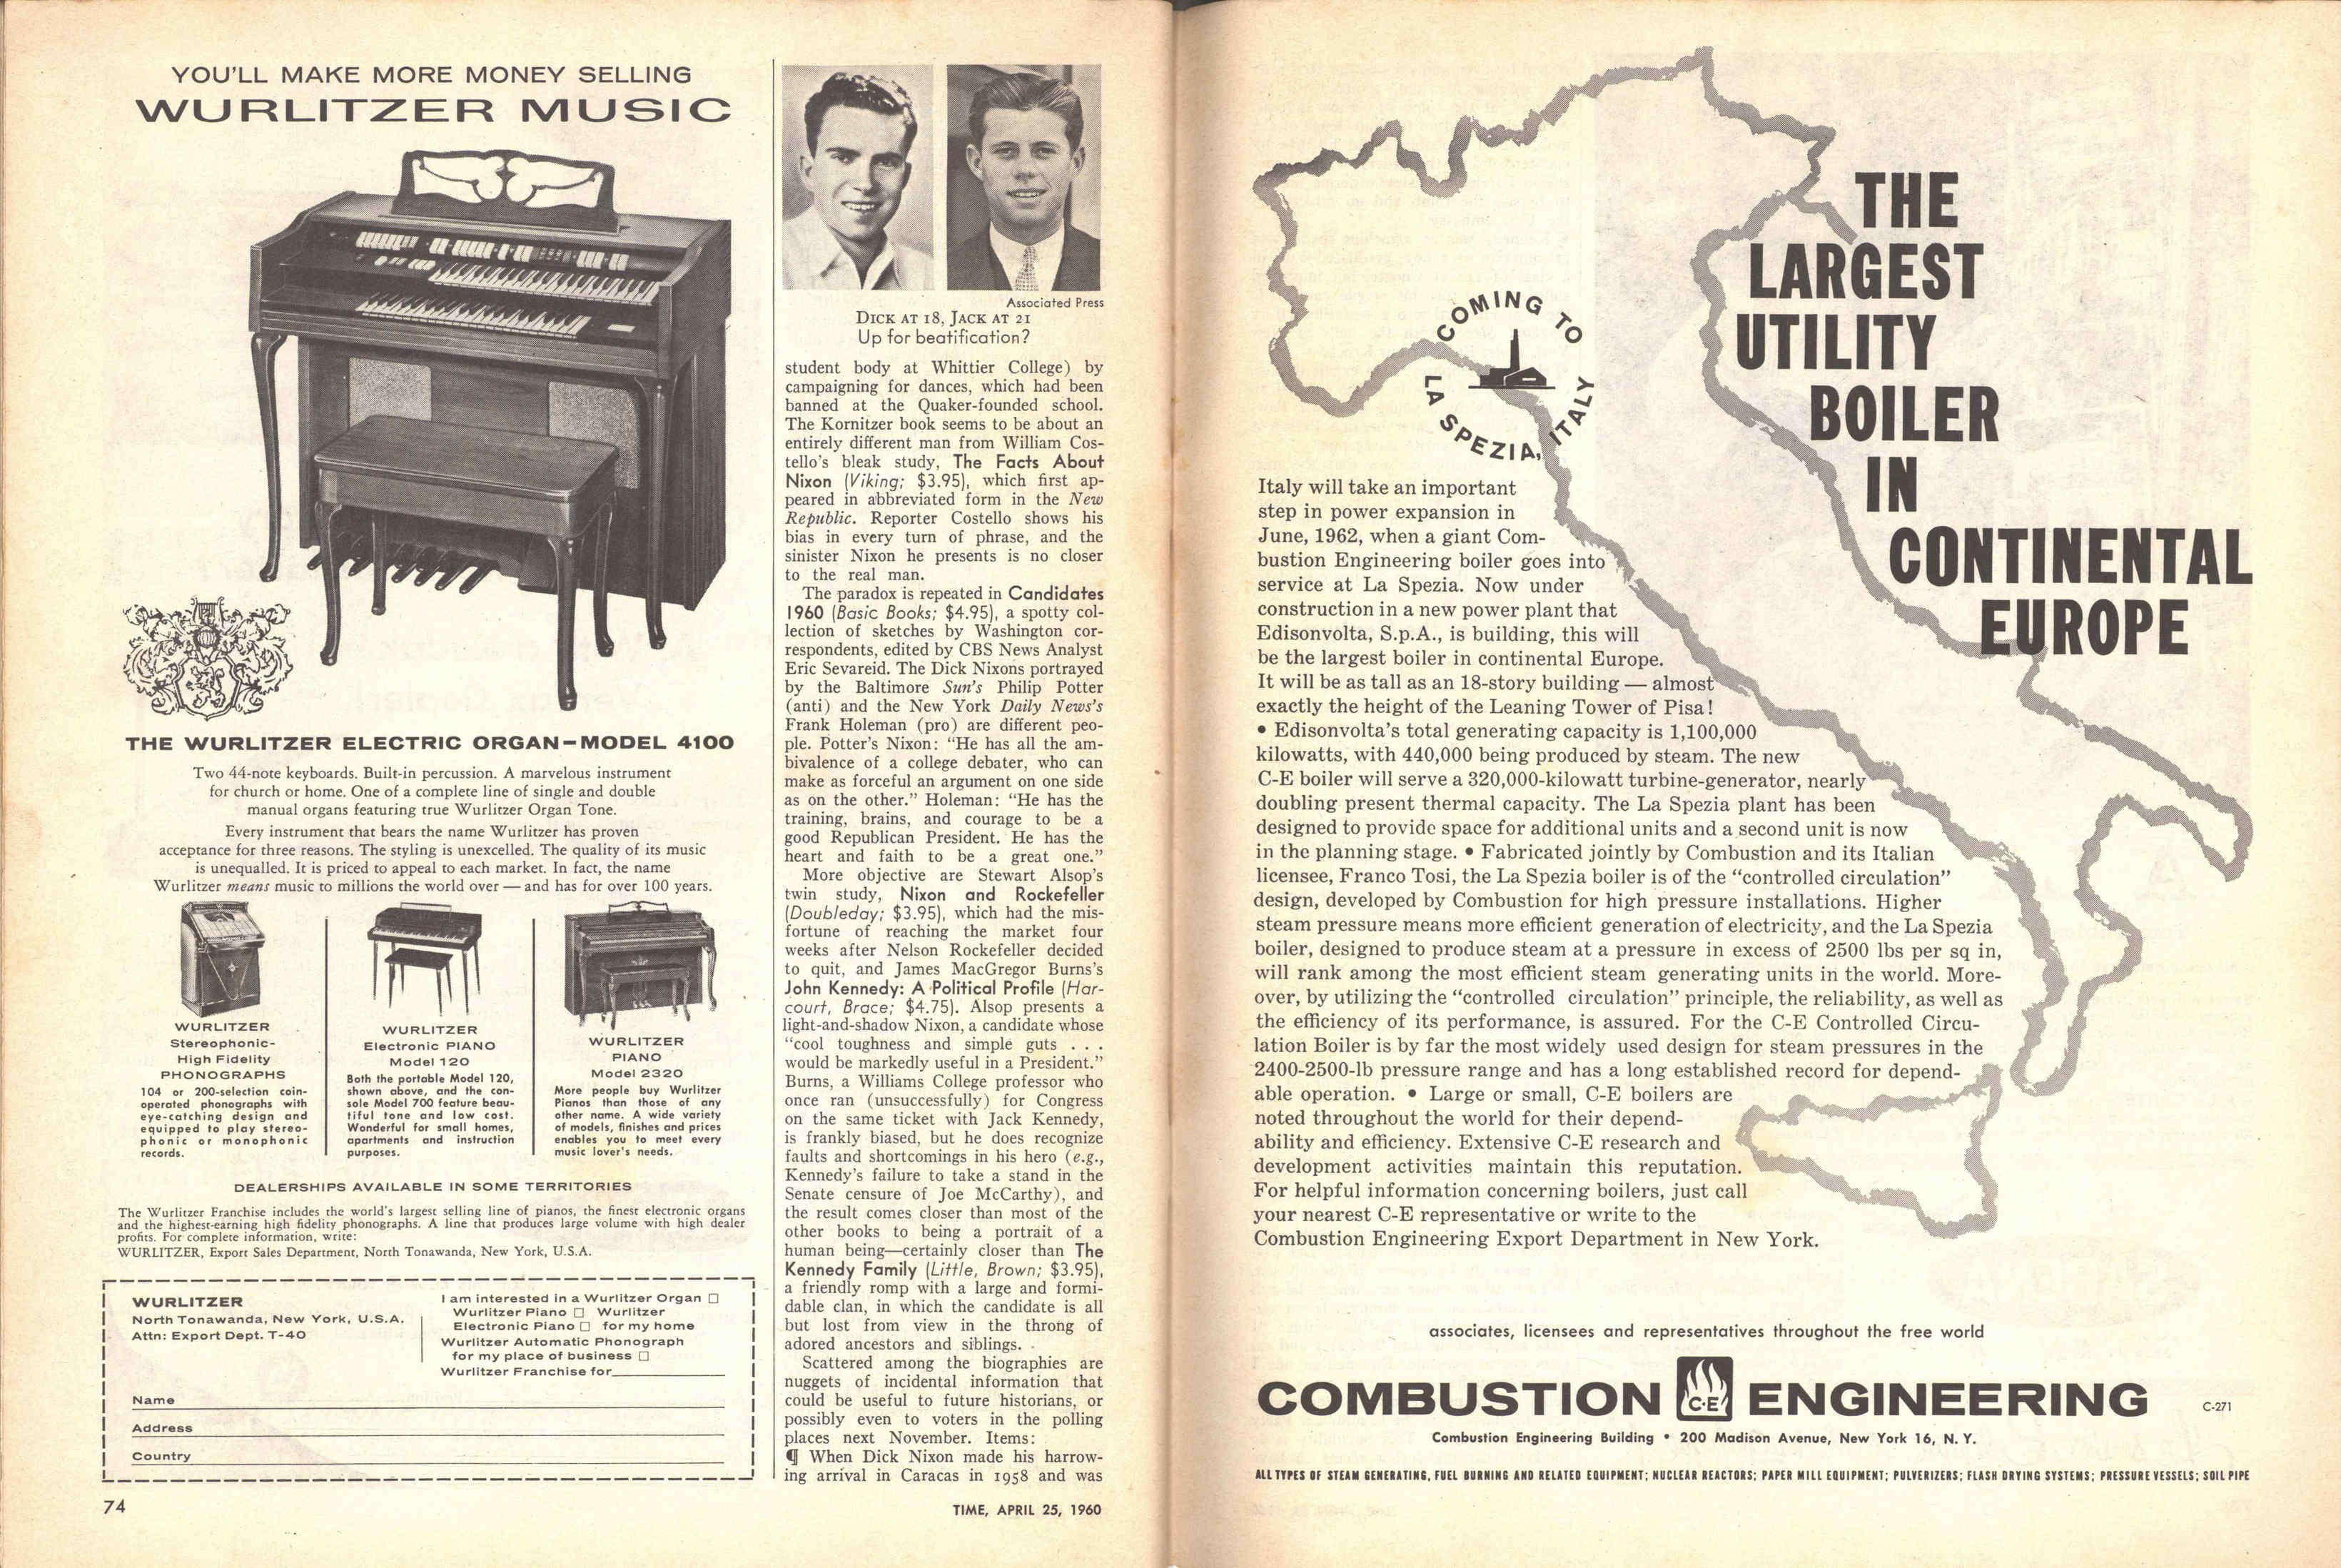 YOU'LL MAKE MORE MONEY SELLING
WURLITZER MUSIC
THE WURLITZER ELECTRIC ORGAN–MODEL 4100
Two 44-note keyboards. Built-in percussion. A marvelous instrument
for church or home. One of a complete line of single and double
manual organs featuring true Wurlitzer Organ Tone.
Every instrument that bears the name Wurlitzer has proven
acceptance for three reasons. The styling is unexcelled. The quality of its music
is unequalled. It is priced to appeal to each market. In fact, the name
Wurlitzer means music to millions the world over — and has for over 100 years.
WURLITZER
Stereophonic-
High Fidelity
PHONOGRAPHS
104 or 200-selection coin-
operated phonographs with
eye-catching design and
equipped to play stereo-
phonic or monophonic
records.
WURLITZER
Electronic PIANO
Model 120
Both the portable Model 120,
shown above, and the con-
sole Model 700 feature beau-
tiful tone and low cost.
Wonderful for small homes,
apartments and instruction
purposes.
WURLITZER
PIANO
Model 2320
More people buy Wurlitzer
Pianos than those of any
other name. A wide variety
of models, finishes and prices
enables you to meet every
music lover's needs.
DEALERSHIPS AVAILABLE IN SOME TERRITORIES
The Wurlitzer Franchise includes the world's largest selling line of pianos, the finest electronic organs
and the highest-earning high fidelity phonographs. A line that produces large volume with high dealer
profits. For complete information, write:
WURLITZER, Export Sales Department, North Tonawanda, New York, U.S.A.
WURLITZER
North Tonawanda, New York, U.S.A.
Attn: Export Dept. T-40
I am interested in a Wurlitzer Organ □
Wurlitzer Piano □ Wurlitzer
Electronic Piano □ for my home
Wurlitzer Automatic Phonograph
for my place of business □
Wurlitzer Franchise for
Name
Address
Country
74
Associated Press
DICK AT 18, JACK AT 21
Up for beatification?
student body at Whittier College) by
campaigning for dances, which had been
banned at the Quaker-founded school.
The Kornitzer book seems to be about an
entirely different man from William Cos-
tello's bleak study, The Facts About
Nixon (Viking; $3.95), which first ap-
peared in abbreviated form in the New
Republic. Reporter Costello shows his
bias in every turn of phrase, and the
sinister Nixon he presents is no closer
to the real man.
The paradox is repeated in Candidates
1960 (Basic Books; $4.95), a spotty col-
lection of sketches by Washington cor-
respondents, edited by CBS News Analyst
Eric Sevareid. The Dick Nixons portrayed
by the Baltimore Sun's Philip Potter
(anti) and the New York Daily News's
Frank Holeman (pro) are different peo-
ple. Potter's Nixon: "He has all the am-
bivalence of a college debater, who can
make as forceful an argument on one side
as on the other." Holeman: "He has the
training, brains, and courage to be a
good Republican President. He has the
heart and faith to be a great one."
More objective are Stewart Alsop's
twin study, Nixon and Rockefeller
(Doubleday; $3.95), which had the mis-
fortune of reaching the market four
weeks after Nelson Rockefeller decided
to quit, and James MacGregor Burns's
John Kennedy: A Political Profile (Har-
court, Brace; $4.75). Alsop presents a
light-and-shadow Nixon, a candidate whose
"cool toughness and simple guts . . .
would be markedly useful in a President."
Burns, a Williams College professor who
once ran (unsuccessfully) for Congress
on the same ticket with Jack Kennedy,
is frankly biased, but he does recognize
faults and shortcomings in his hero (e.g.,
Kennedy's failure to take a stand in the
Senate censure of Joe McCarthy), and
the result comes closer than most of the
other books to being a portrait of a
human being—certainly closer than The
Kennedy Family (Little, Brown; $3.95),
a friendly romp with a large and formi-
dable clan, in which the candidate is all
but lost from view in the throng of
adored ancestors and siblings.
Scattered among the biographies are
nuggets of incidental information that
could be useful to future historians, or
possibly even to voters in the polling
places next November. Items:
¶ When Dick Nixon made his harrow-
ing arrival in Caracas in 1958 and was
TIME, APRIL 25, 1960
THE
LARGEST
UTILITY
BOILER
IN
CONTINENTAL
EUROPE
COMING TO
LA SPEZIA, ITALY
Italy will take an important
step in power expansion in
June, 1962, when a giant Com-
bustion Engineering boiler goes into
service at La Spezia. Now under
construction in a new power plant that
Edisonvolta, S.p.A., is building, this will
be the largest boiler in continental Europe.
It will be as tall as an 18-story building — almost
exactly the height of the Leaning Tower of Pisa!
• Edisonvolta's total generating capacity is 1,100,000
kilowatts, with 440,000 being produced by steam. The new
C-E boiler will serve a 320,000-kilowatt turbine-generator, nearly
doubling present thermal capacity. The La Spezia plant has been
designed to provide space for additional units and a second unit is now
in the planning stage. • Fabricated jointly by Combustion and its Italian
licensee, Franco Tosi, the La Spezia boiler is of the "controlled circulation"
design, developed by Combustion for high pressure installations. Higher
steam pressure means more efficient generation of electricity, and the La Spezia
boiler, designed to produce steam at a pressure in excess of 2500 lbs per sq in,
will rank among the most efficient steam generating units in the world. More-
over, by utilizing the "controlled circulation" principle, the reliability, as well as
the efficiency of its performance, is assured. For the C-E Controlled Circu-
lation Boiler is by far the most widely used design for steam pressures in the
2400-2500-lb pressure range and has a long established record for depend-
able operation. • Large or small, C-E boilers are
noted throughout the world for their depend-
ability and efficiency. Extensive C-E research and
development activities maintain this reputation.
For helpful information concerning boilers, just call
your nearest C-E representative or write to the
Combustion Engineering Export Department in New York.
associates, licensees and representatives throughout the free world
COMBUSTION C-E ENGINEERING
C-271
Combustion Engineering Building • 200 Madison Avenue, New York 16, N. Y.
ALL TYPES OF STEAM GENERATING, FUEL BURNING AND RELATED EQUIPMENT; NUCLEAR REACTORS; PAPER MILL EQUIPMENT; PULVERIZERS; FLASH DRYING SYSTEMS; PRESSURE VESSELS; SOIL PIPE